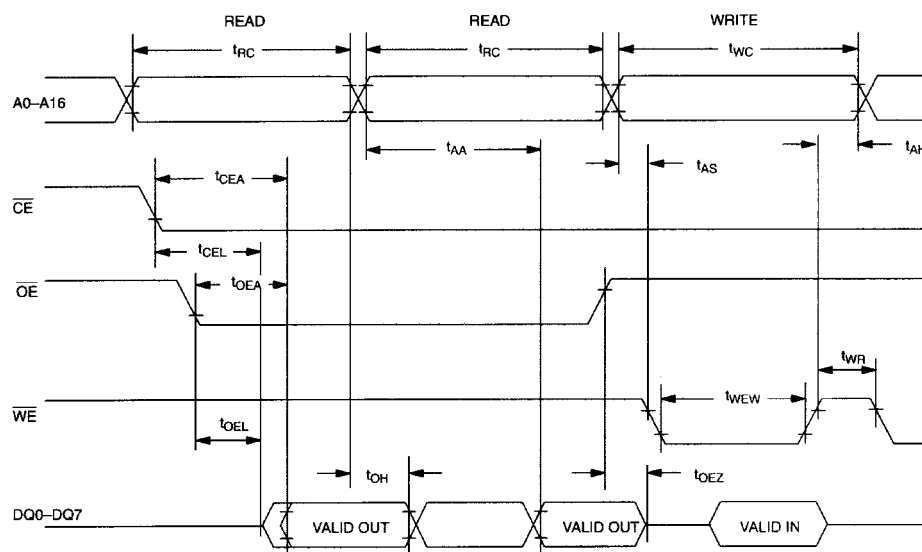 READ READ WRITE
tRC tRC tWC
A0–A16
tAA tAS tAH
tCEA
CE
tCEL
OE tOEA
tWR
WE tWEW
tOEL
tOH tOEZ
DQ0–DQ7 VALID OUT VALID OUT VALID IN